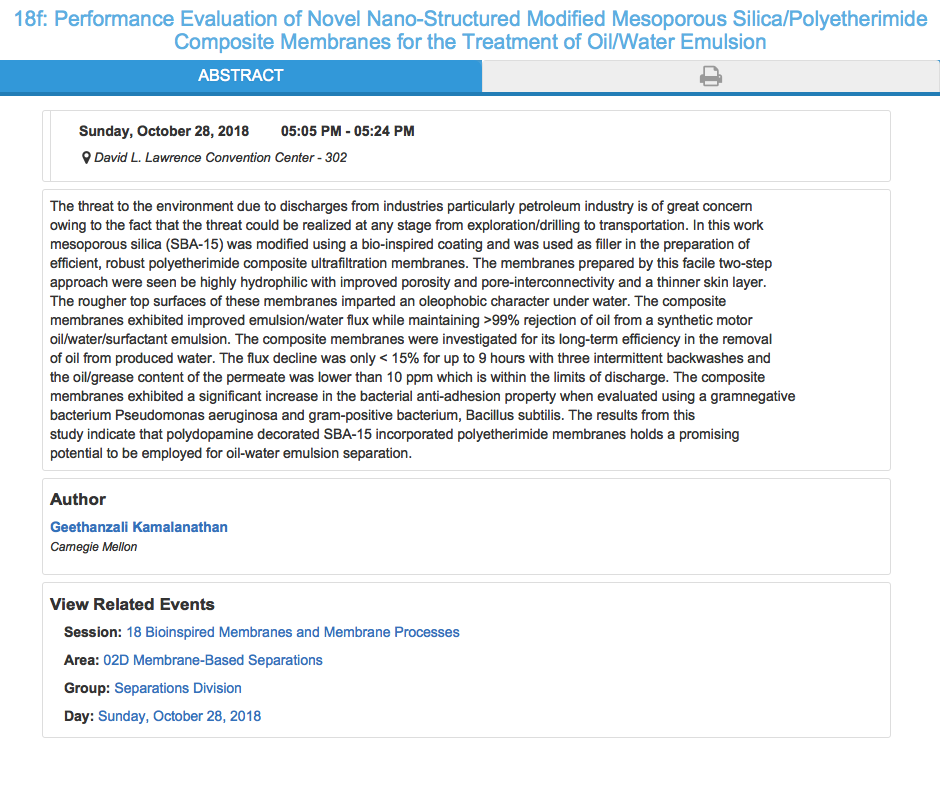 18f: Performance Evaluation of Novel Nano-Structured Modified Mesoporous Silica/Polyetherimide
Composite Membranes for the Treatment of Oil/Water Emulsion
ABSTRACT
Sunday, October 28, 2018 05:05 PM - 05:24 PM
David L. Lawrence Convention Center - 302
The threat to the environment due to discharges from industries particularly petroleum industry is of great concern
owing to the fact that the threat could be realized at any stage from exploration/drilling to transportation. In this work
mesoporous silica (SBA-15) was modified using a bio-inspired coating and was used as filler in the preparation of
efficient, robust polyetherimide composite ultrafiltration membranes. The membranes prepared by this facile two-step
approach were seen be highly hydrophilic with improved porosity and pore-interconnectivity and a thinner skin layer.
The rougher top surfaces of these membranes imparted an oleophobic character under water. The composite
membranes exhibited improved emulsion/water flux while maintaining >99% rejection of oil from a synthetic motor
oil/water/surfactant emulsion. The composite membranes were investigated for its long-term efficiency in the removal
of oil from produced water. The flux decline was only < 15% for up to 9 hours with three intermittent backwashes and
the oil/grease content of the permeate was lower than 10 ppm which is within the limits of discharge. The composite
membranes exhibited a significant increase in the bacterial anti-adhesion property when evaluated using a gramnegative
bacterium Pseudomonas aeruginosa and gram-positive bacterium, Bacillus subtilis. The results from this
study indicate that polydopamine decorated SBA-15 incorporated polyetherimide membranes holds a promising
potential to be employed for oil-water emulsion separation.
Author
Geethanzali Kamalanathan
Carnegie Mellon
View Related Events
Session: 18 Bioinspired Membranes and Membrane Processes
Area: 02D Membrane-Based Separations
Group: Separations Division
Day: Sunday, October 28, 2018